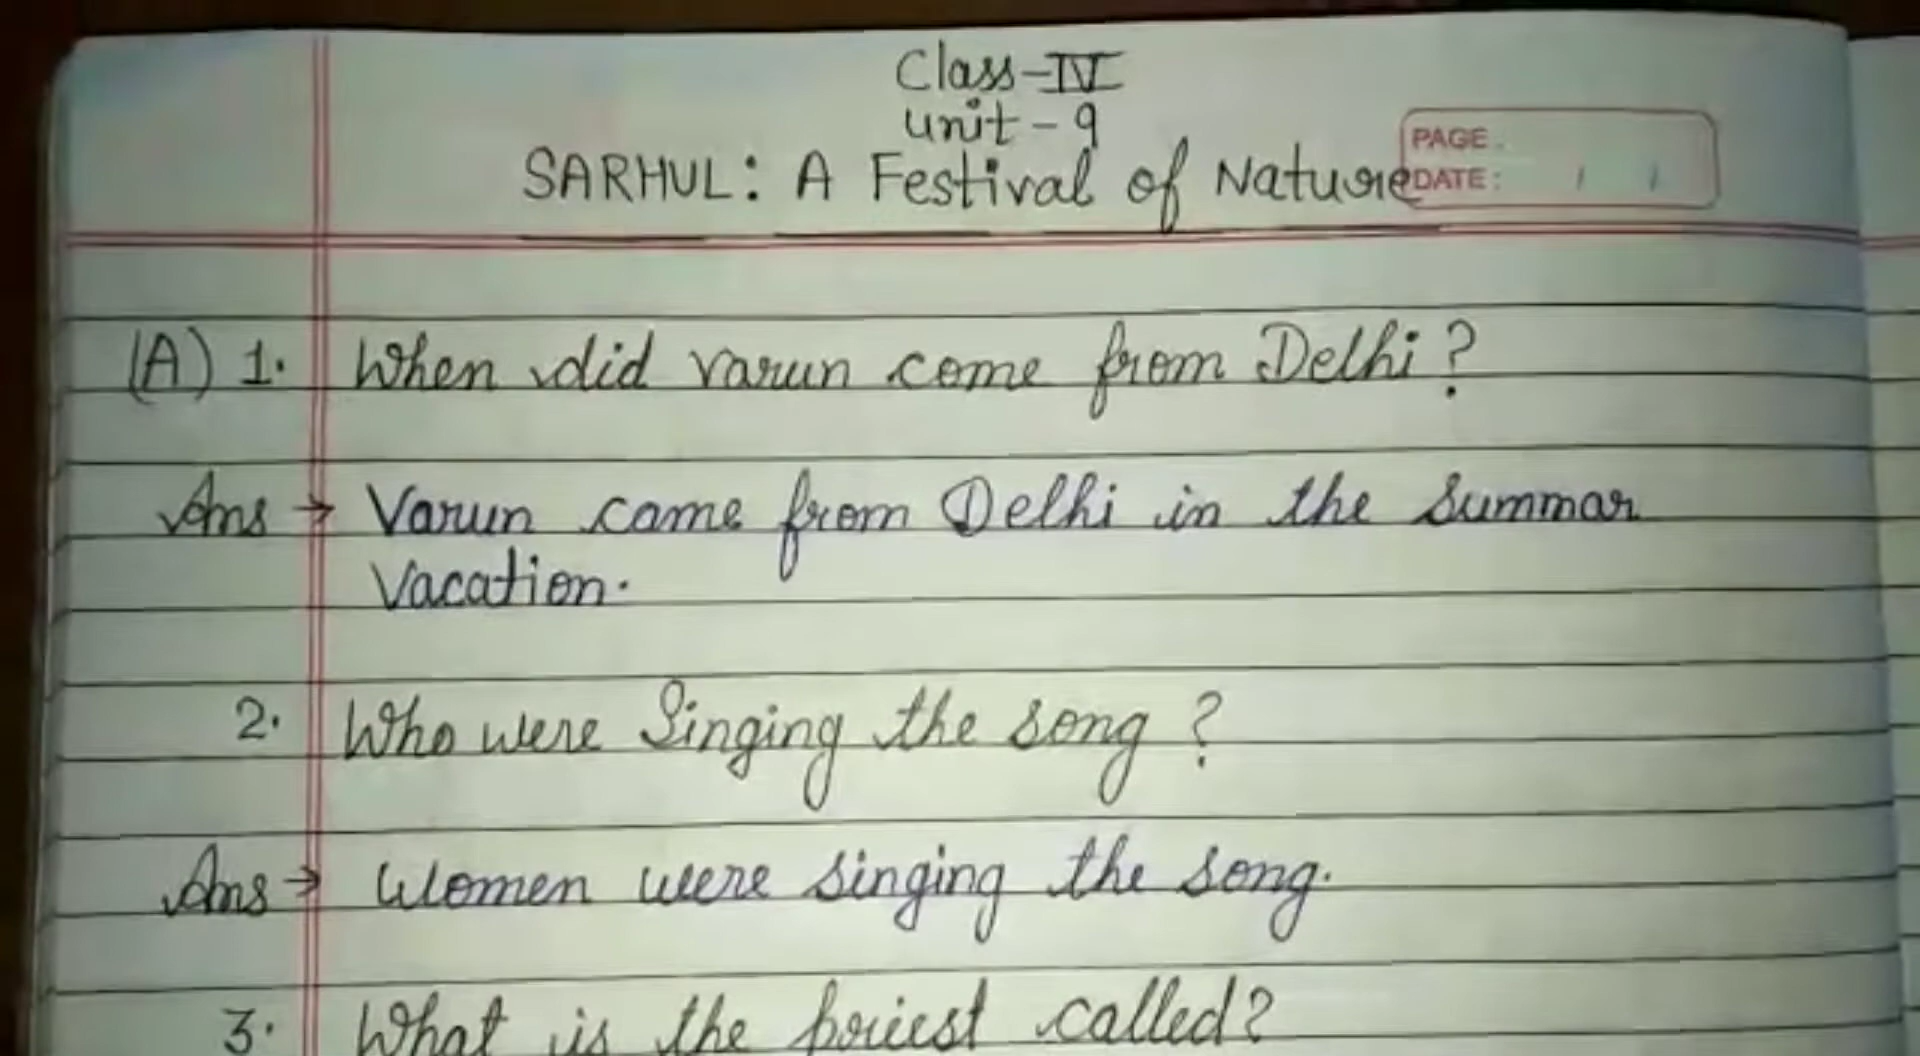 Class-IV
Unit-9
SARHUL: A Festival of Nature
PAGE.
DATE: / /
(A) 1. When did varun come from Delhi?
Ans → Varun came from Delhi in the summar
vacation.
2. Who were Singing the song?
Ans → Women were singing the song.
3. What is the priest called?